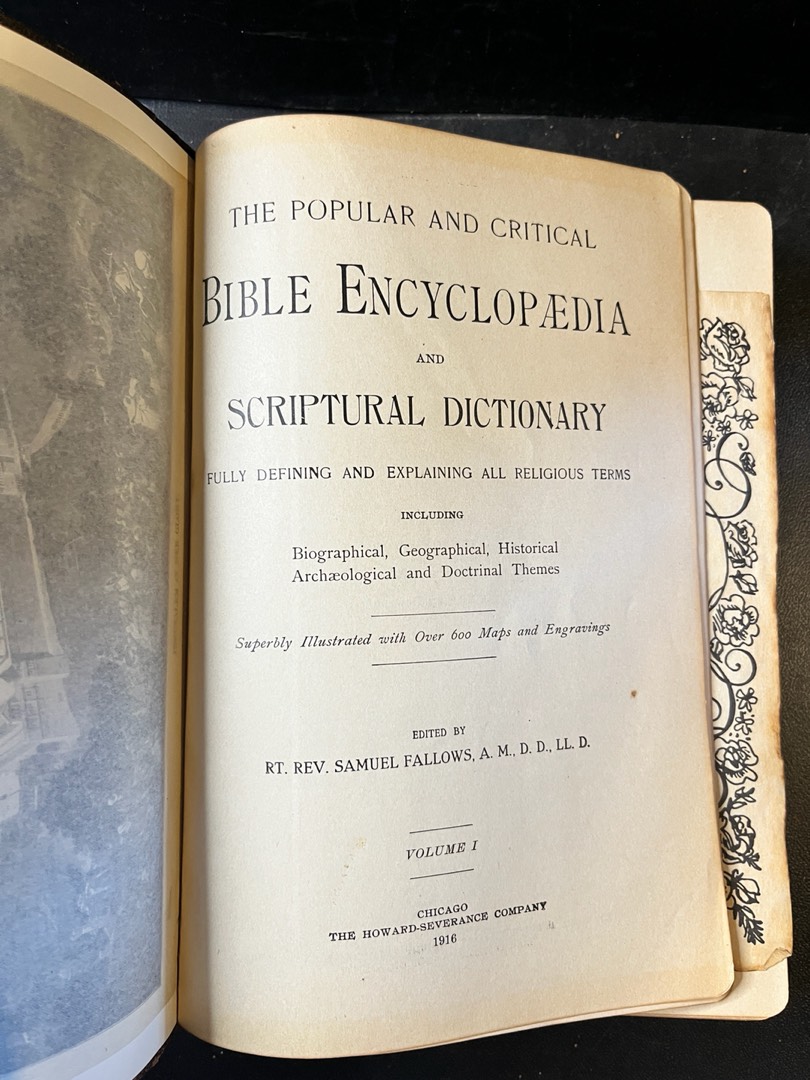 THE POPULAR AND CRITICAL
BIBLE ENCYCLOPÆDIA
AND
SCRIPTURAL DICTIONARY
FULLY DEFINING AND EXPLAINING ALL RELIGIOUS TERMS
INCLUDING
Biographical, Geographical, Historical
Archæological and Doctrinal Themes
Superbly Illustrated with Over 600 Maps and Engravings
EDITED BY
RT. REV. SAMUEL FALLOWS, A. M., D. D., LL. D.
VOLUME I
CHICAGO
THE HOWARD-SEVERANCE COMPANY
1916